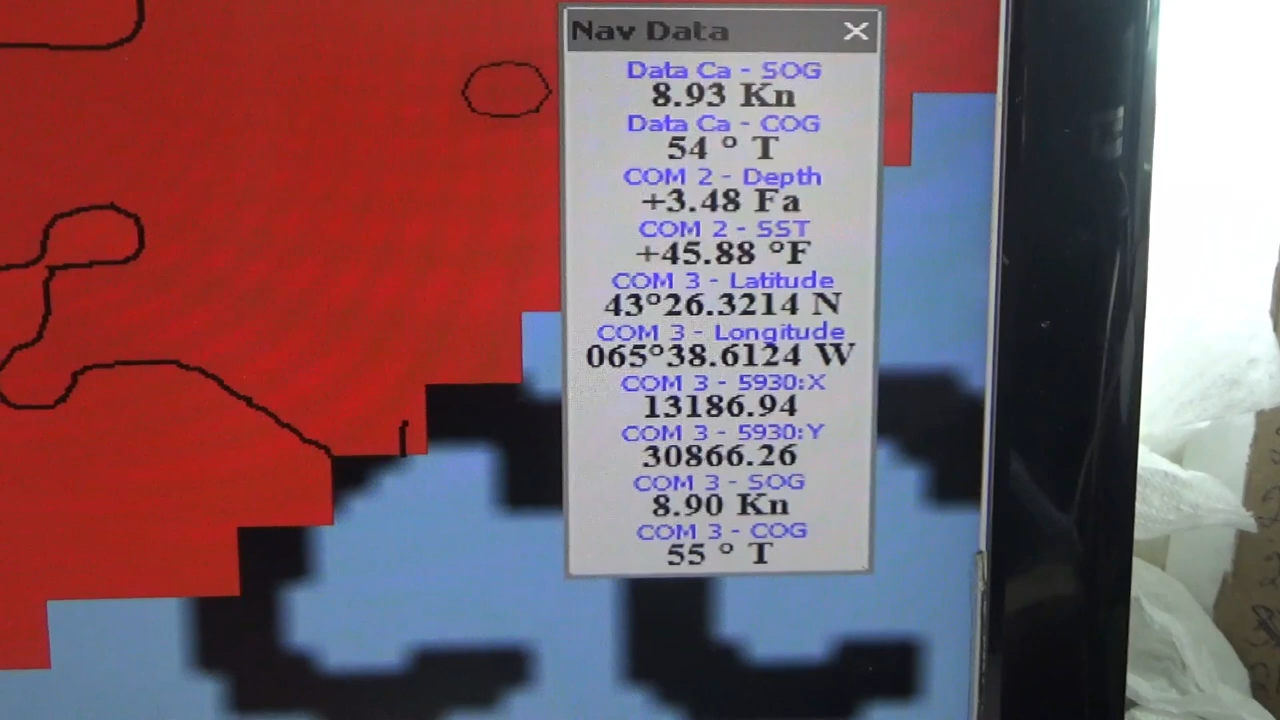 Nav Data
Data Ca - SOG
8.93 Kn
Data Ca - COG
54 ° T
COM 2 - Depth
+3.48 Fa
COM 2 - SST
+45.88 °F
COM 3 - Latitude
43°26.3214 N
COM 3 - Longitude
065°38.6124 W
COM 3 - 5930:X
13186.94
COM 3 - 5930:Y
30866.26
COM 3 - SOG
8.90 Kn
COM 3 - COG
55 ° T